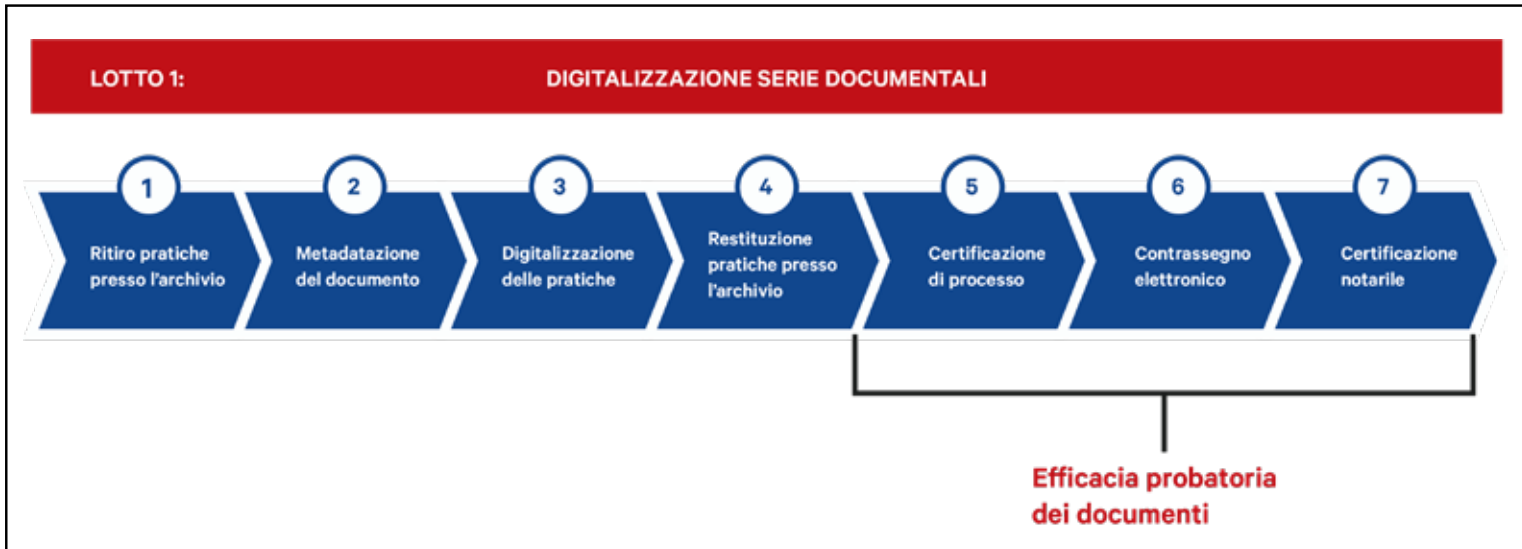 LOTTO 1: DIGITALIZZAZIONE SERIE DOCUMENTALI
1
Ritiro pratiche
presso l'archivio
2
Metadatazione
del documento
3
Digitalizzazione
delle pratiche
4
Restituzione
pratiche presso
l'archivio
5
Certificazione
di processo
6
Contrassegno
elettronico
7
Certificazione
notarile
Efficacia probatoria
dei documenti